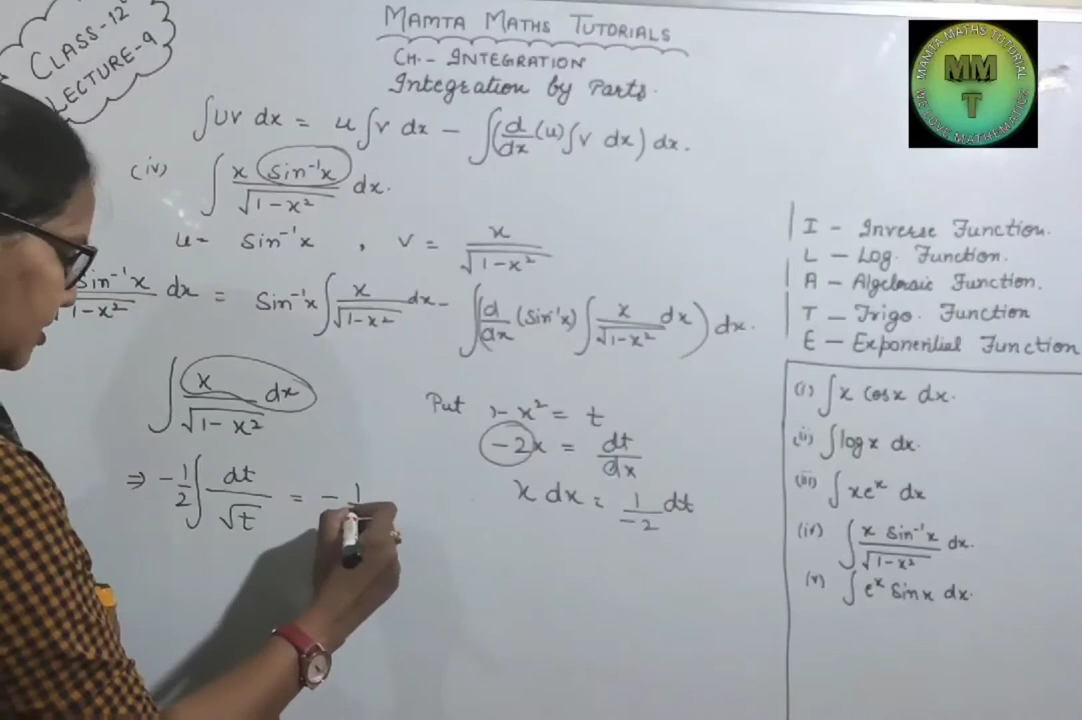 CLASS-12
LECTURE-9
MAMTA MATHS TUTORIALS
CH.- INTEGRATION
Integration by Parts.
∫uv dx = u∫v dx - ∫(d/dx (u)∫v dx) dx.
(iv) ∫ x sin⁻¹x / √1-x² dx.
u= sin⁻¹x , v = x / √1-x²
sin⁻¹x / √1-x² dx = sin⁻¹x ∫ x / √1-x² dx - ∫(d/dx (sin⁻¹x) ∫ x / √1-x² dx) dx.
∫ x / √1-x² dx
⇒ -1/2 ∫ dt / √t = - 1
Put 1-x² = t
-2x = dt/dx
x dx = 1/-2 dt
I - Inverse Function.
L - Log. Function.
A - Algebraic Function.
T - Trigo. Function
E - Exponential Function
(i) ∫x cosx dx.
(ii) ∫log x dx.
(iii) ∫xeˣ dx
(iv) ∫ x sin⁻¹x / √1-x² dx.
(v) ∫eˣ sinx dx.
MAMTA MATHS TUTORIAL
MM
T
MS LOVE MATHEMATICS